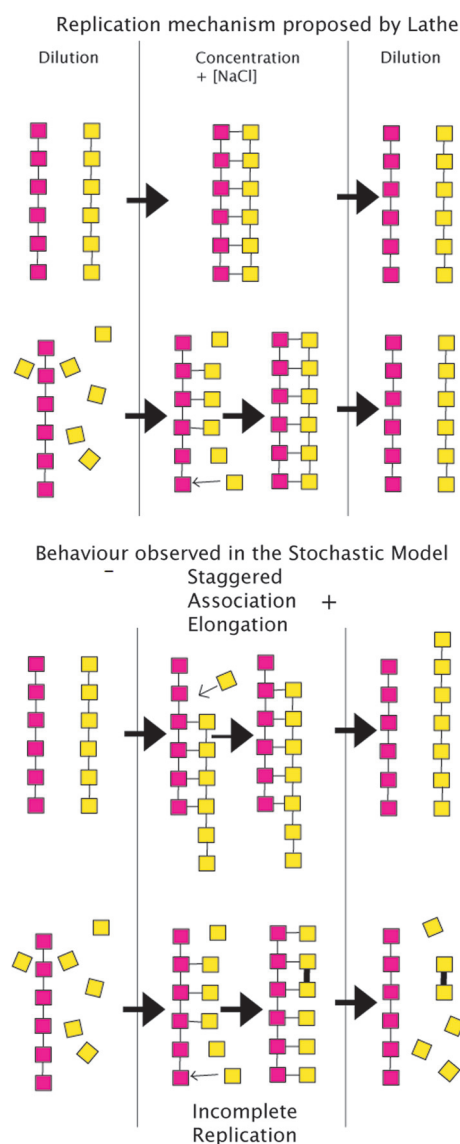 Replication mechanism proposed by Lathe
Dilution
Concentration
+ [NaCl]
Dilution
Behaviour observed in the Stochastic Model
– Staggered
Association +
Elongation
Incomplete
Replication